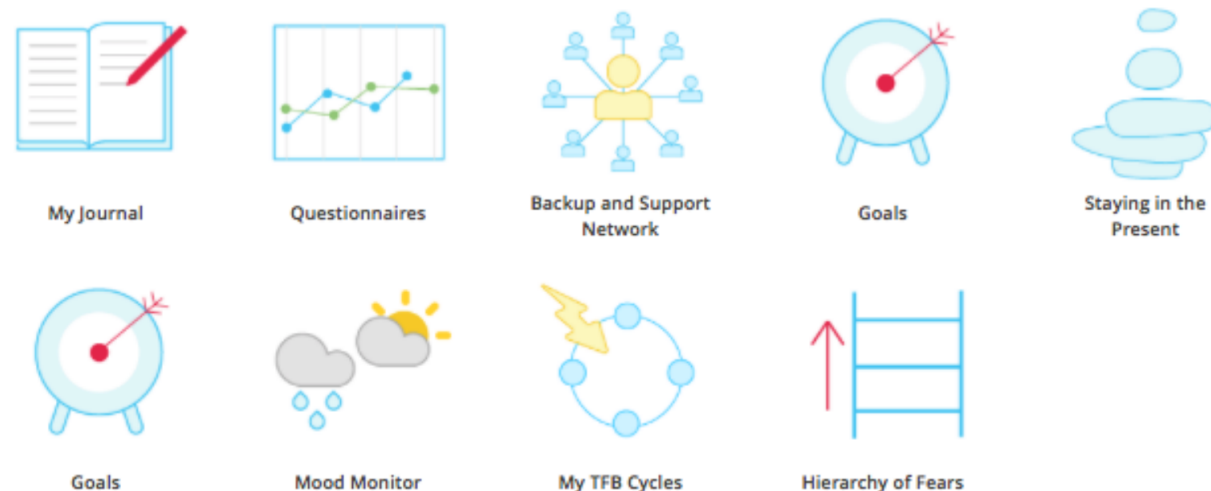 My Journal
Questionnaires
Backup and Support
Network
Goals
Staying in the
Present
Goals
Mood Monitor
My TFB Cycles
Hierarchy of Fears